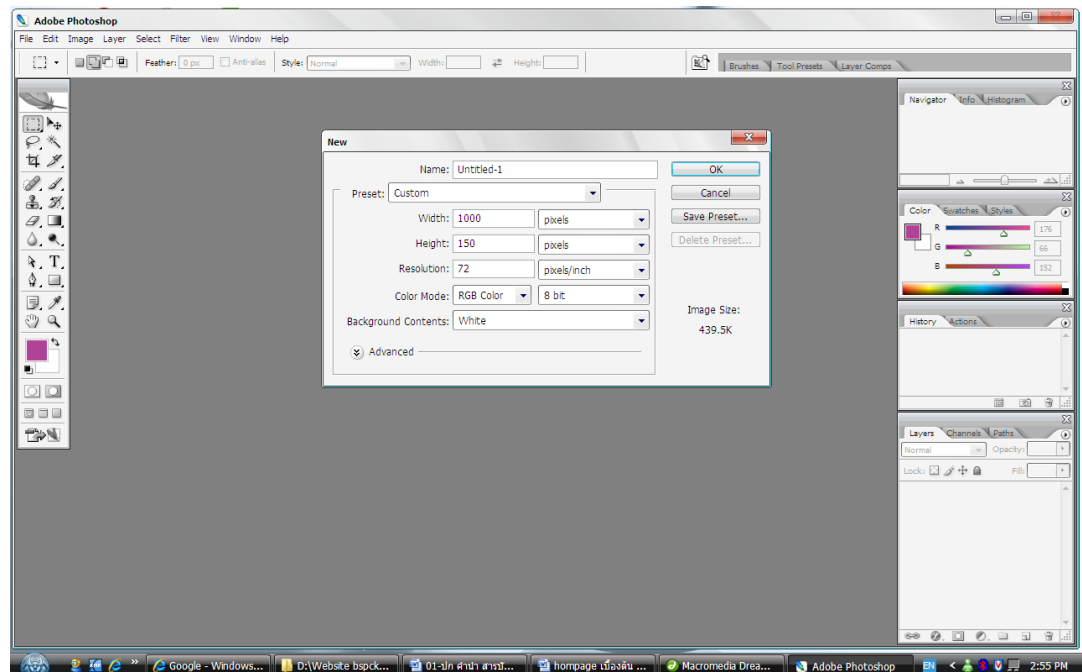 Adobe Photoshop
File Edit Image Layer Select Filter View Window Help
Feather: 0 px Anti-alias Style: Normal Width: Height:
Brushes Tool Presets Layer Comps
Navigator Info Histogram
New
Name: Untitled-1 OK
Preset: Custom Cancel
Width: 1000 pixels Save Preset...
Height: 150 pixels Delete Preset...
Resolution: 72 pixels/inch
Color Mode: RGB Color 8 bit
Background Contents: White
Advanced
Image Size:
439.5K
Color Swatches Styles
R 176
G 66
B 152
History Actions
Layers Channels Paths
Normal Opacity:
Lock: Fill:
T
Google - Windows... D:\Website bspck... 01-ปก คำนำ สารบั... hompage เบื้องต้น ... Macromedia Drea... Adobe Photoshop EN 2:55 PM